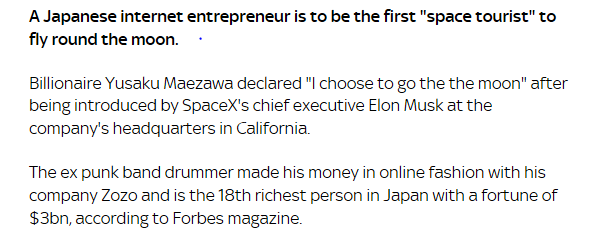 A Japanese internet entrepreneur is to be the first "space tourist" to
fly round the moon.
Billionaire Yusaku Maezawa declared "I choose to go the the moon" after
being introduced by SpaceX's chief executive Elon Musk at the
company's headquarters in California.
The ex punk band drummer made his money in online fashion with his
company Zozo and is the 18th richest person in Japan with a fortune of
$3bn, according to Forbes magazine.